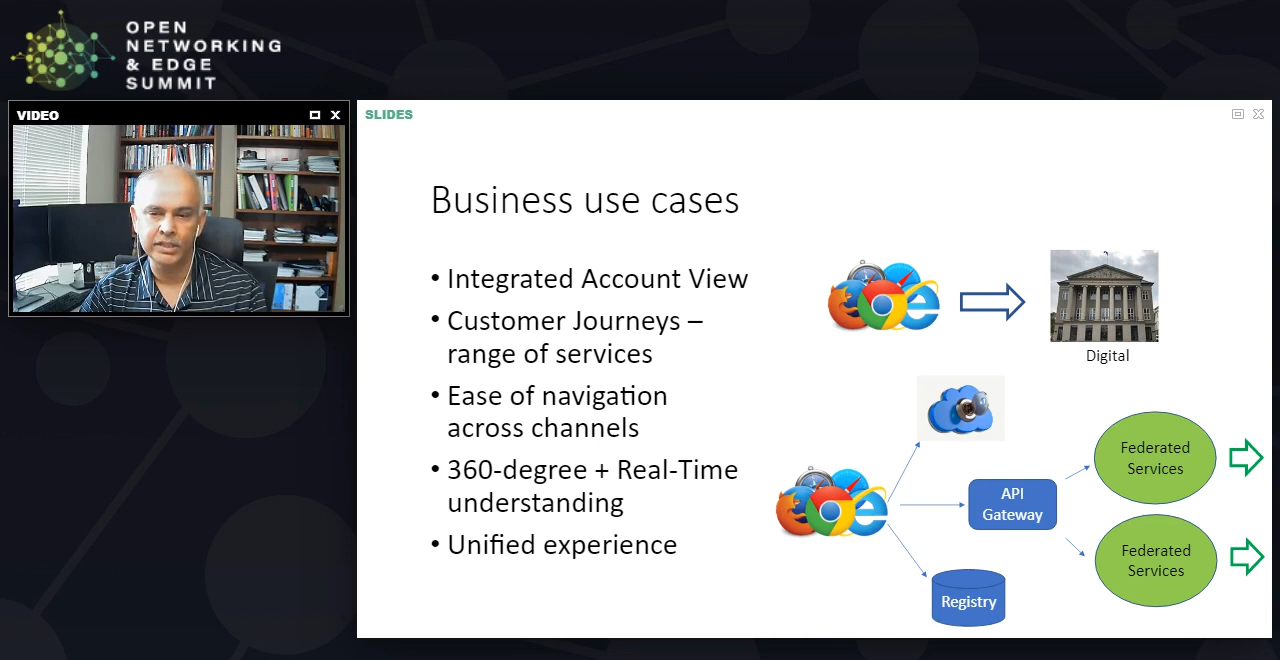 OPEN
NETWORKING
& EDGE
SUMMIT
VIDEO
SLIDES
Business use cases
• Integrated Account View
• Customer Journeys –
range of services
• Ease of navigation
across channels
• 360-degree + Real-Time
understanding
• Unified experience
Digital
API
Gateway
Registry
Federated
Services
Federated
Services